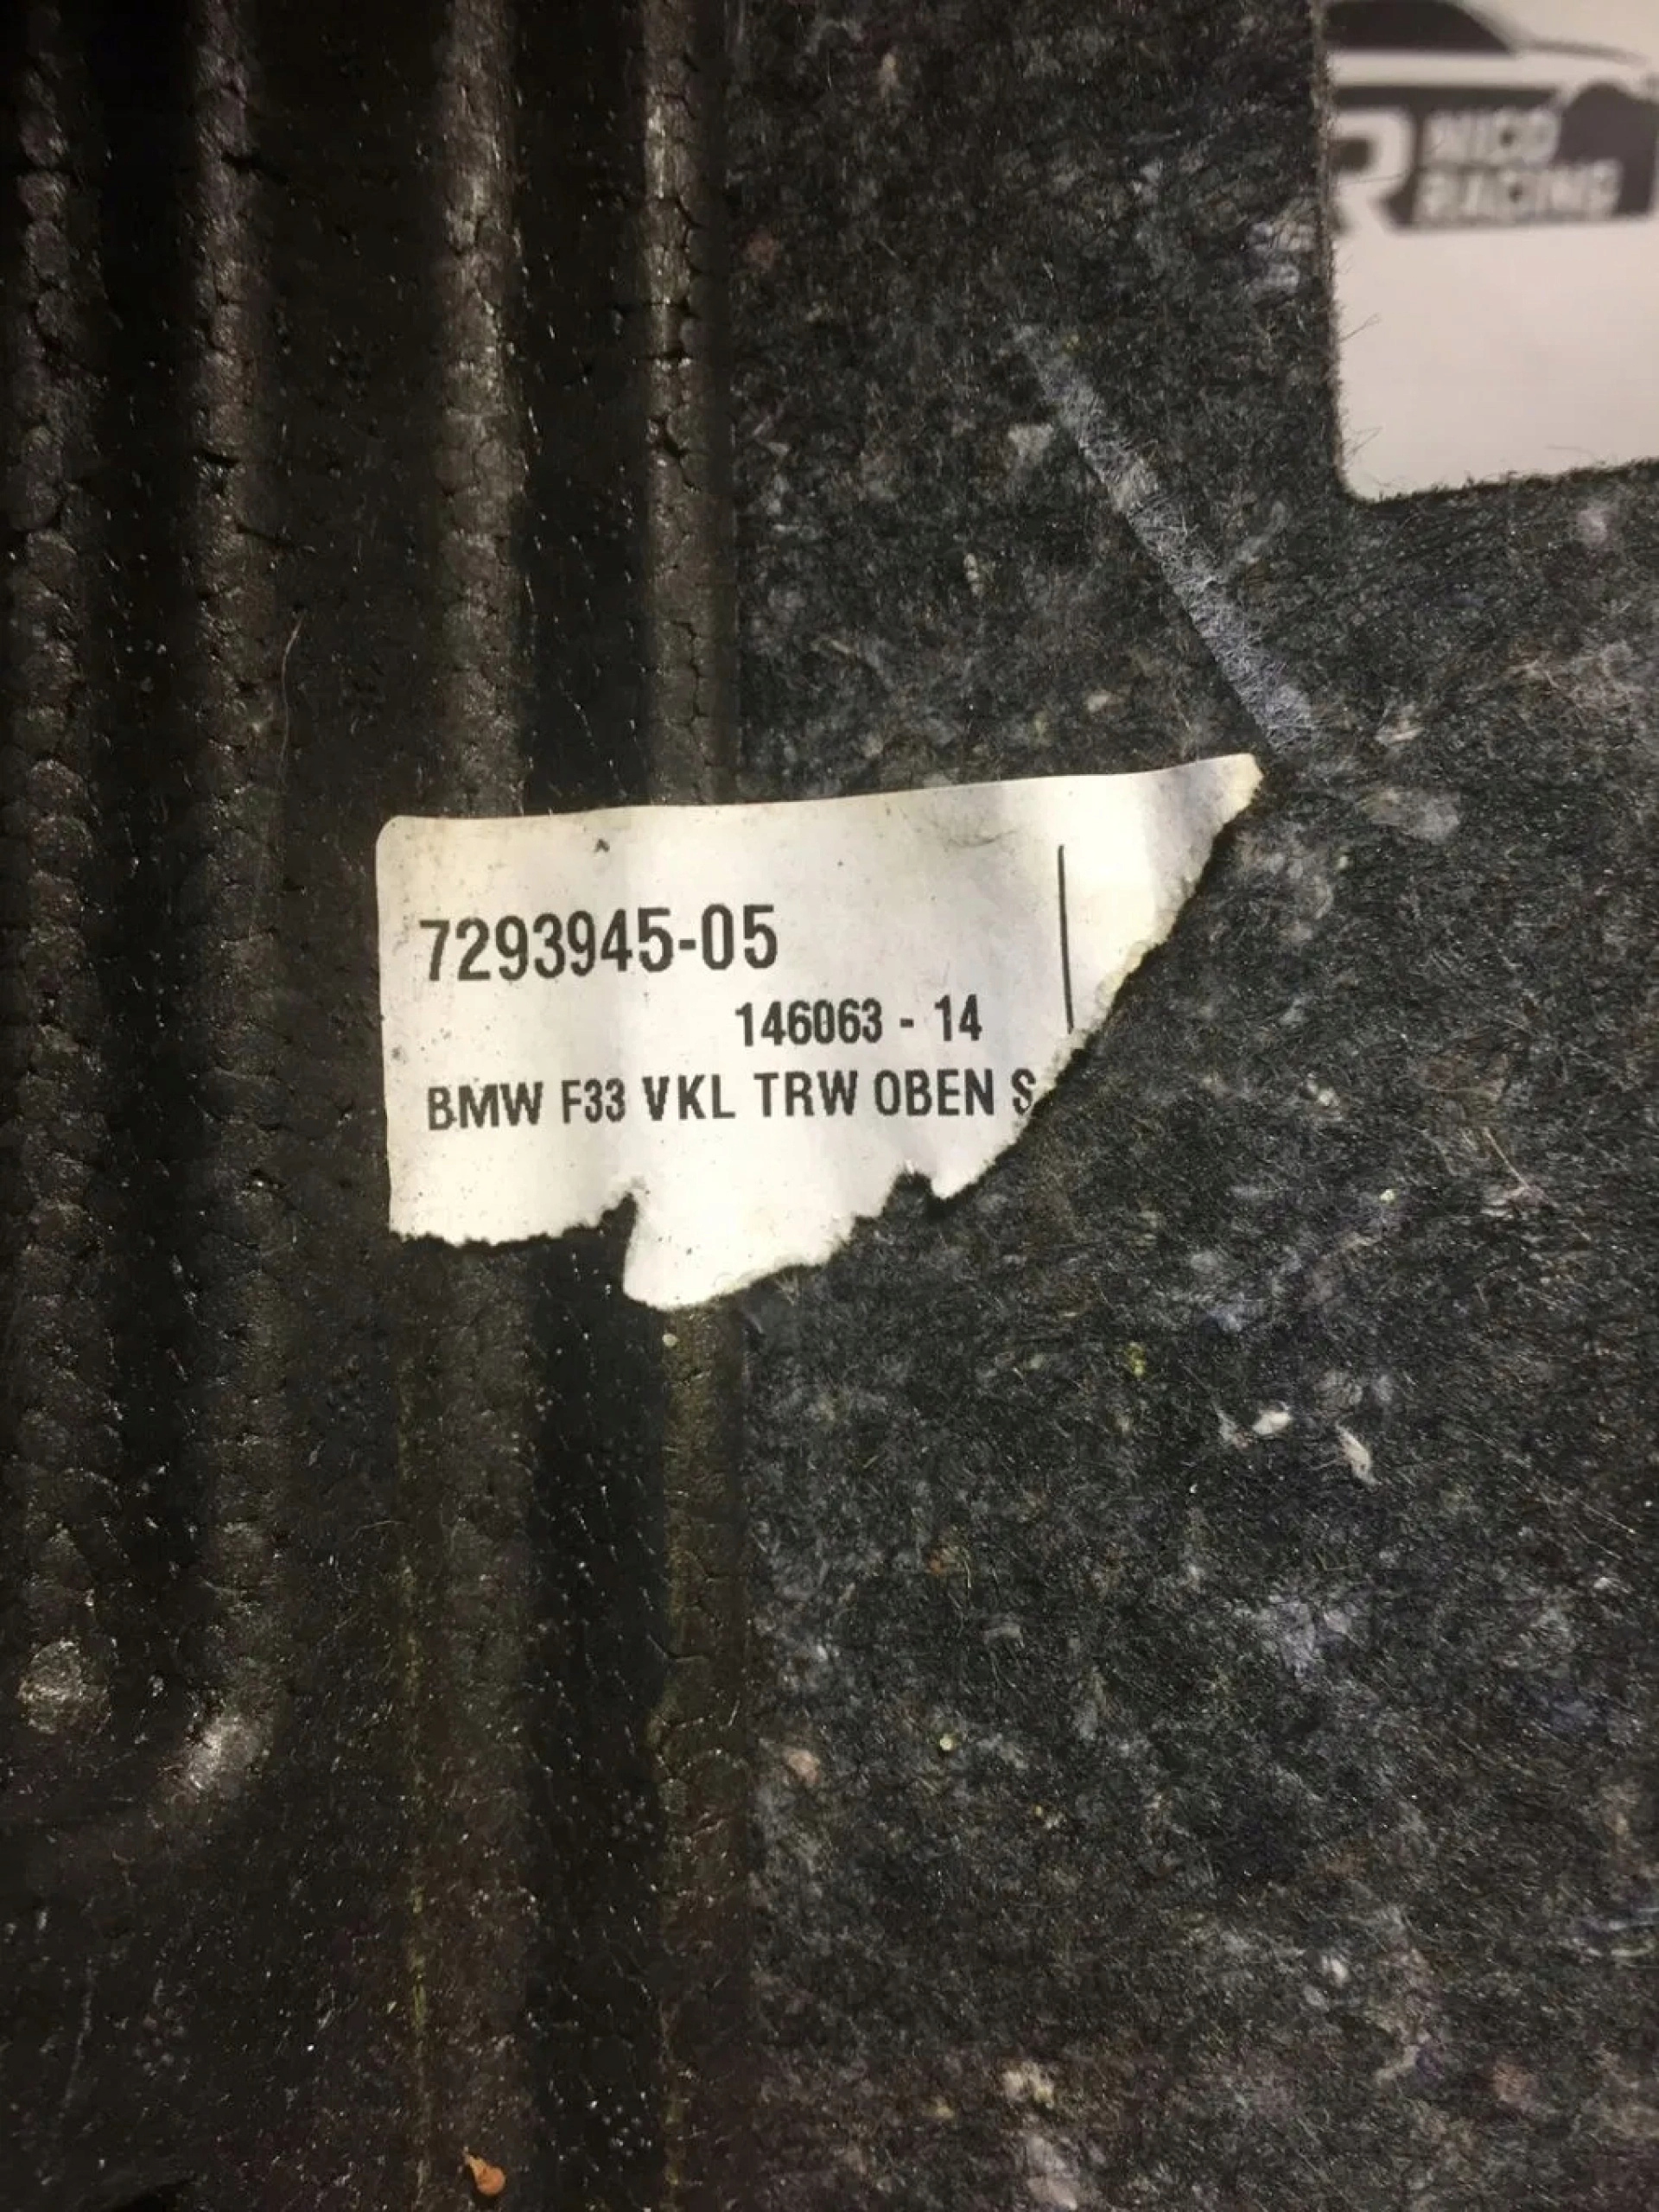 NICO
RACING
7293945-05
146063 - 14
BMW F33 VKL TRW OBEN S